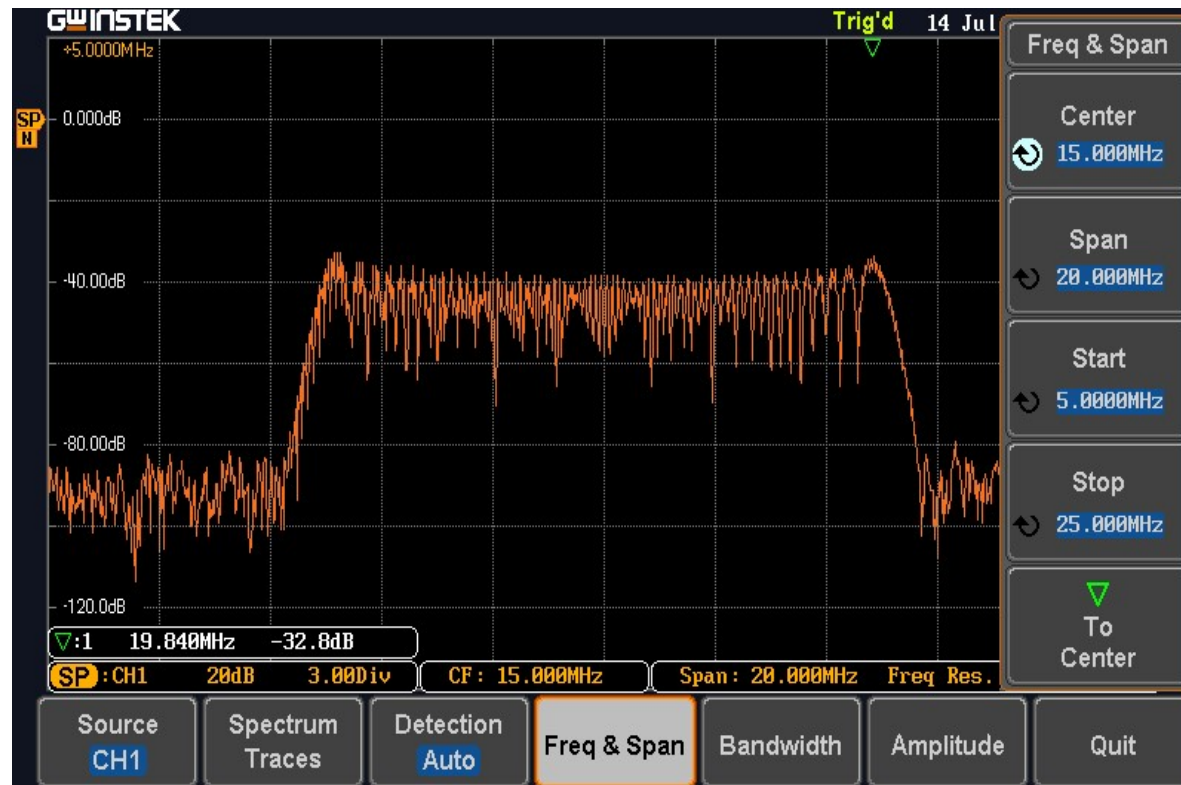 GWINSTEK
Trig'd 14 Jul
+5.0000MHz
0.000dB
-40.00dB
-80.00dB
-120.0dB
SP
N
▽:1 19.840MHz -32.8dB
SP:CH1 20dB 3.00Div
CF: 15.000MHz
Span: 20.000MHz Freq Res.
Freq & Span
Center
15.000MHz
Span
20.000MHz
Start
5.0000MHz
Stop
25.000MHz
To
Center
Source
CH1
Spectrum
Traces
Detection
Auto
Freq & Span
Bandwidth
Amplitude
Quit